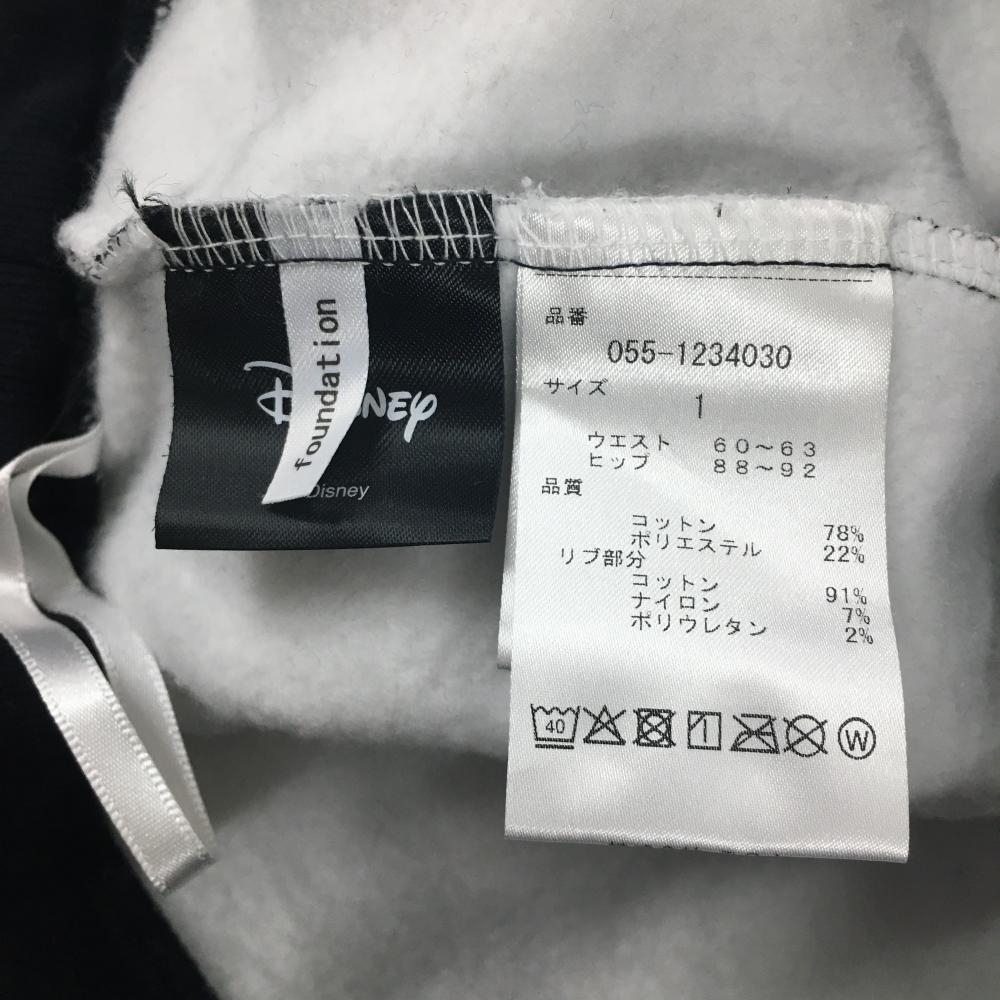 foundation
Disney
Disney
品番
055-1234030
サイズ
1
ウエスト 60～63
ヒップ 88～92
品質
コットン 78%
ポリエステル 22%
リブ部分
コットン 91%
ナイロン 7%
ポリウレタン 2%
40
W